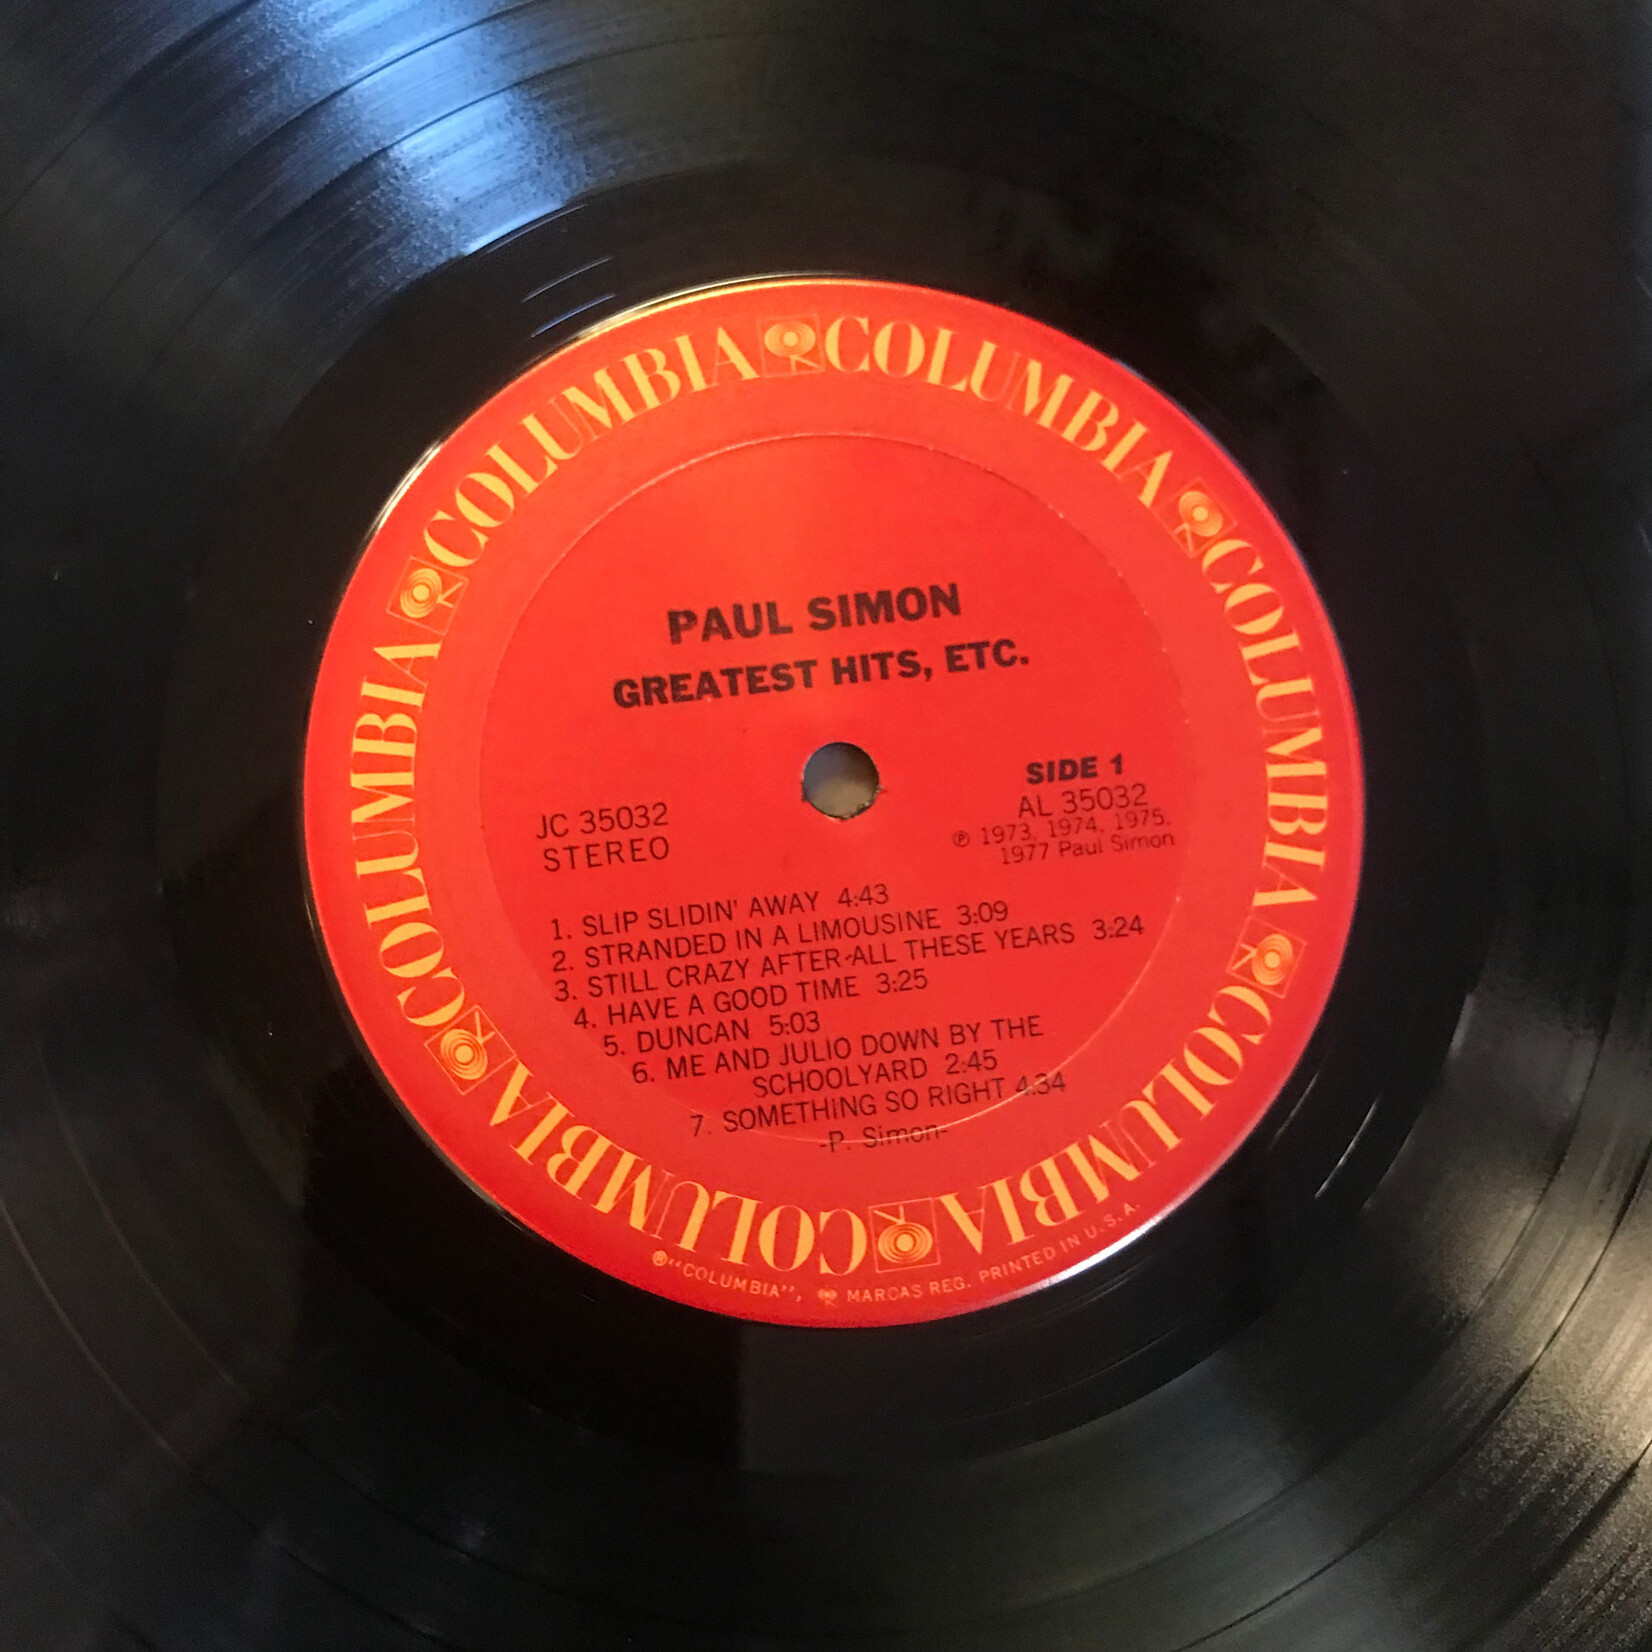 COLUMBIA COLUMBIA COLUMBIA COLUMBIA COLUMBIA COLUMBIA
PAUL SIMON
GREATEST HITS, ETC.
JC 35032
STEREO
SIDE 1
AL 35032
℗ 1973, 1974, 1975,
1977 Paul Simon
1. SLIP SLIDIN' AWAY 4:43
2. STRANDED IN A LIMOUSINE 3:09
3. STILL CRAZY AFTER ALL THESE YEARS 3:24
4. HAVE A GOOD TIME 3:25
5. DUNCAN 5:03
6. ME AND JULIO DOWN BY THE
SCHOOLYARD 2:45
7. SOMETHING SO RIGHT 4:34
-P. Simon-
®"COLUMBIA", MARCAS REG. PRINTED IN U.S.A.